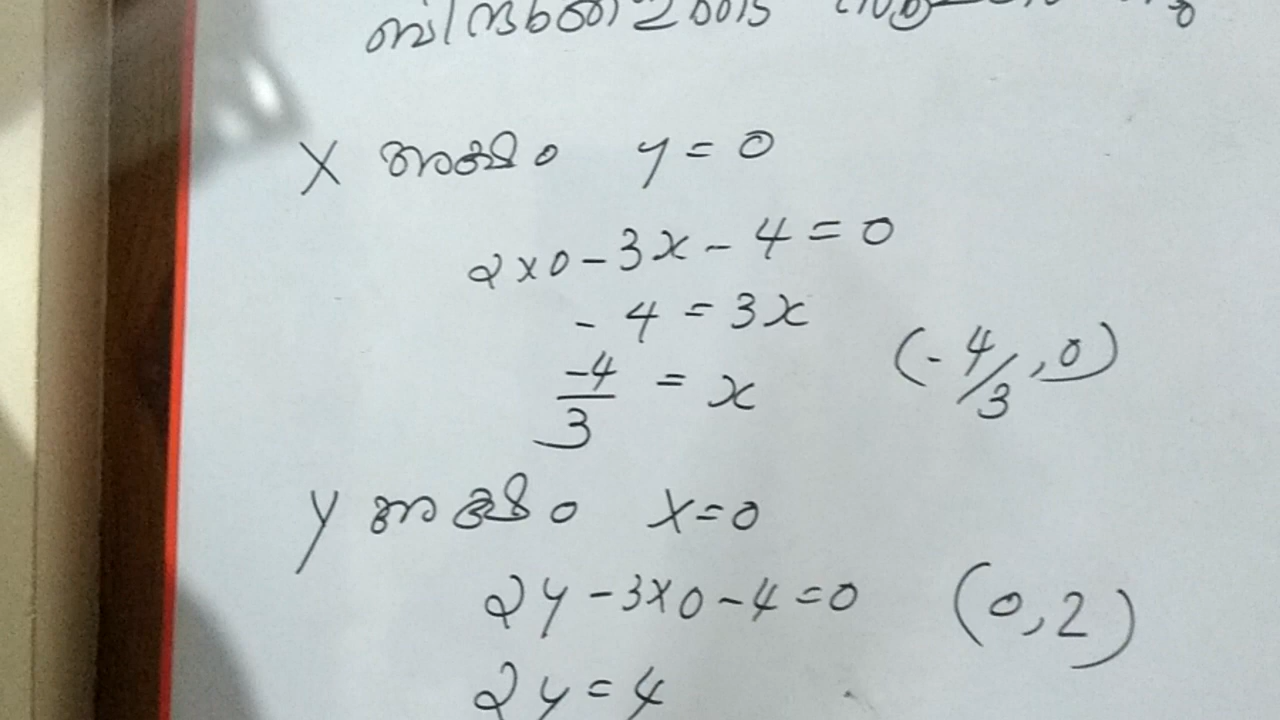 X അക്ഷം y = 0
2x0 - 3x - 4 = 0
- 4 = 3x
-4/3 = x (-4/3, 0)
y അക്ഷം x=0
2y - 3x0 - 4 = 0 (0, 2)
2y = 4